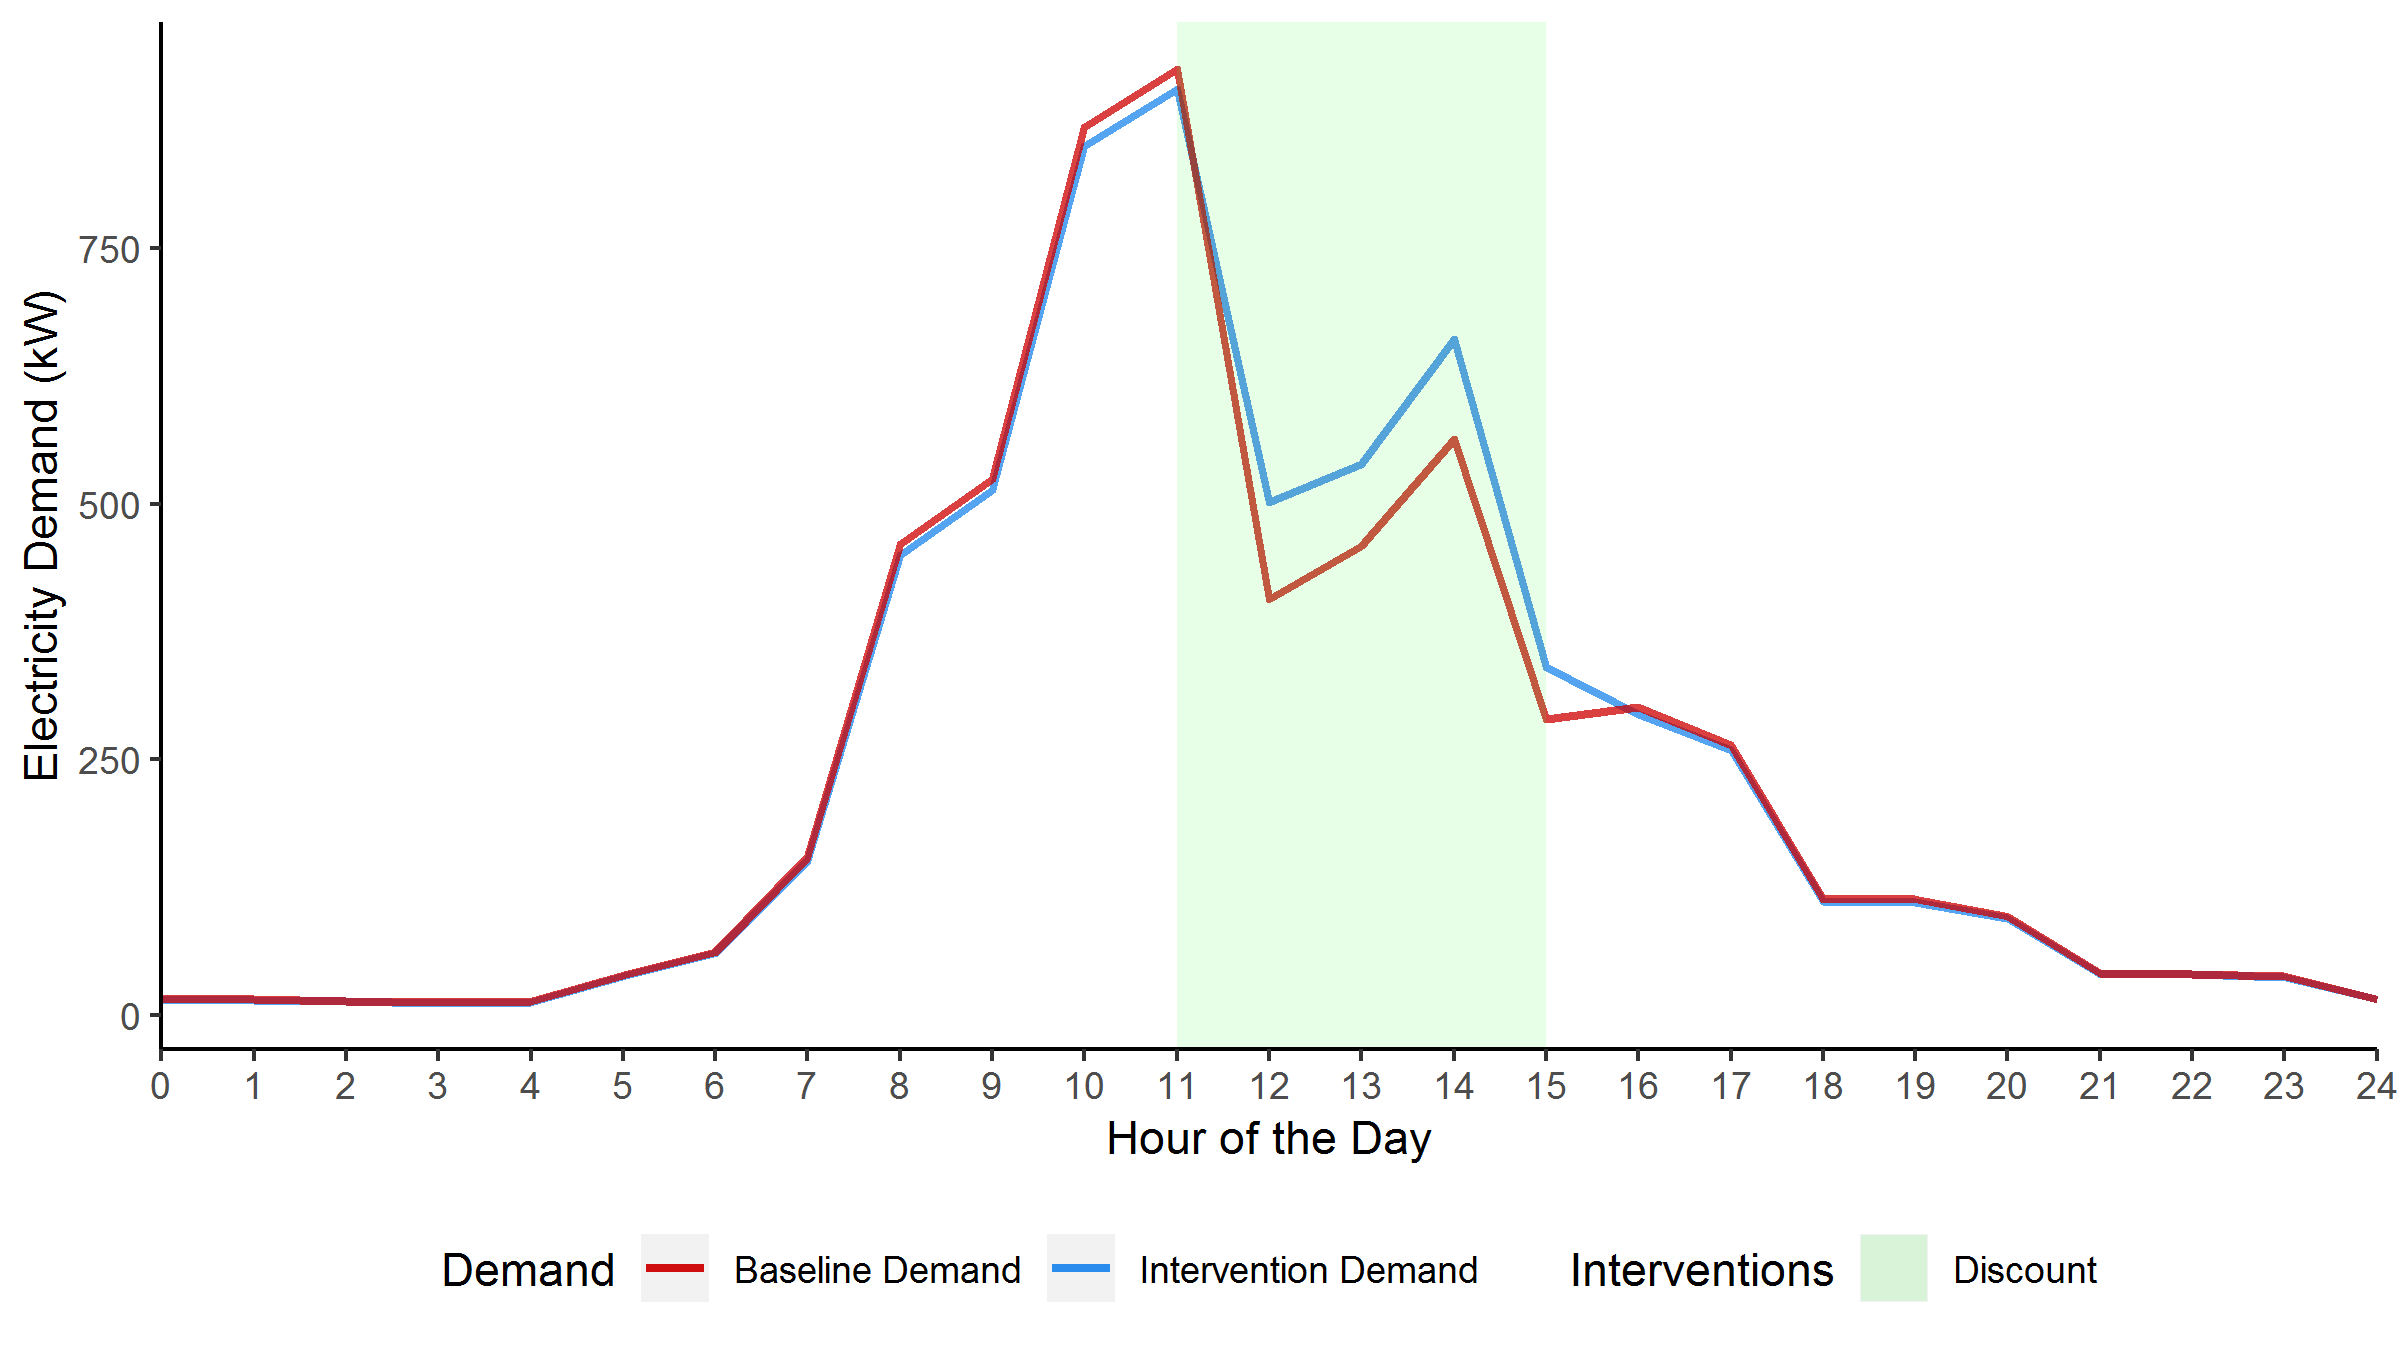 Electricity Demand (kW)
750
500
250
0
0 1 2 3 4 5 6 7 8 9 10 11 12 13 14 15 16 17 18 19 20 21 22 23 24
Hour of the Day
Demand Baseline Demand Intervention Demand Interventions Discount